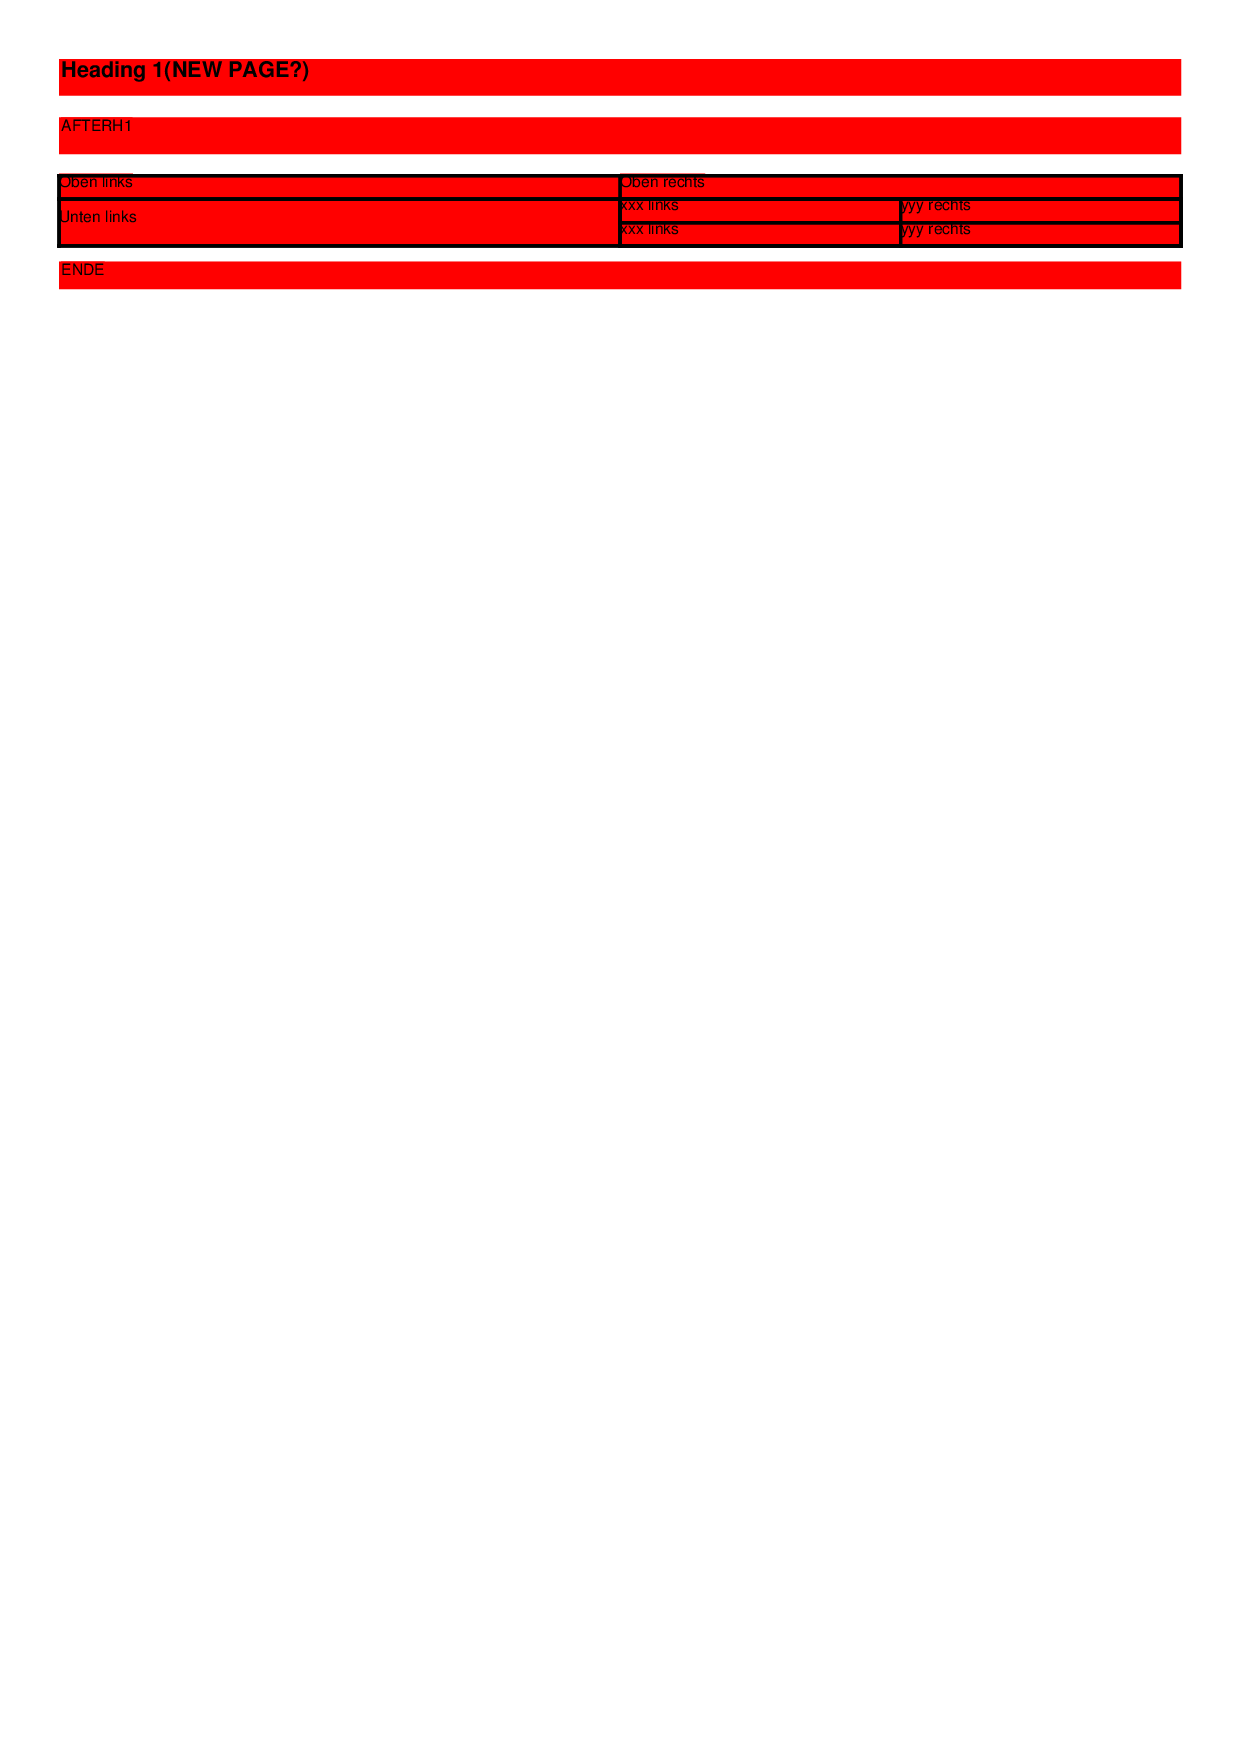 Heading 1(NEW PAGE?)
AFTERH1
Oben links Oben rechts
Unten links
xxx links yyy rechts
xxx links yyy rechts
ENDE